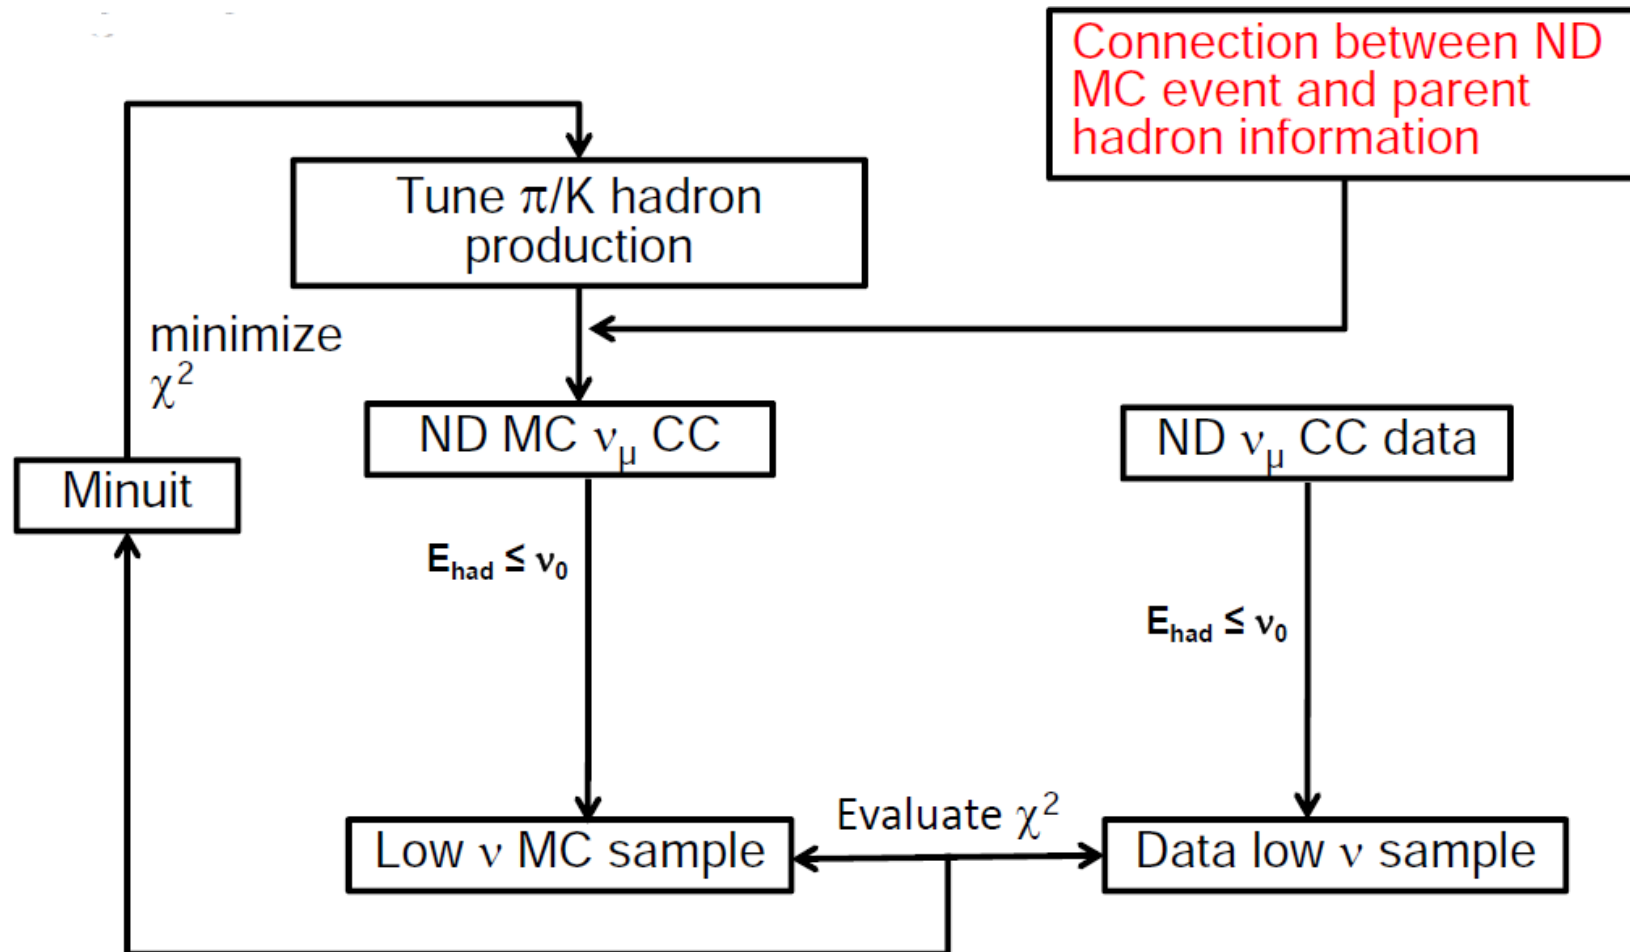 Connection between ND
MC event and parent
hadron information
Tune π/K hadron
production
minimize
χ²
ND MC νμ CC
ND νμ CC data
Minuit
Ehad ≤ ν0
Ehad ≤ ν0
Evaluate χ²
Low ν MC sample
Data low ν sample